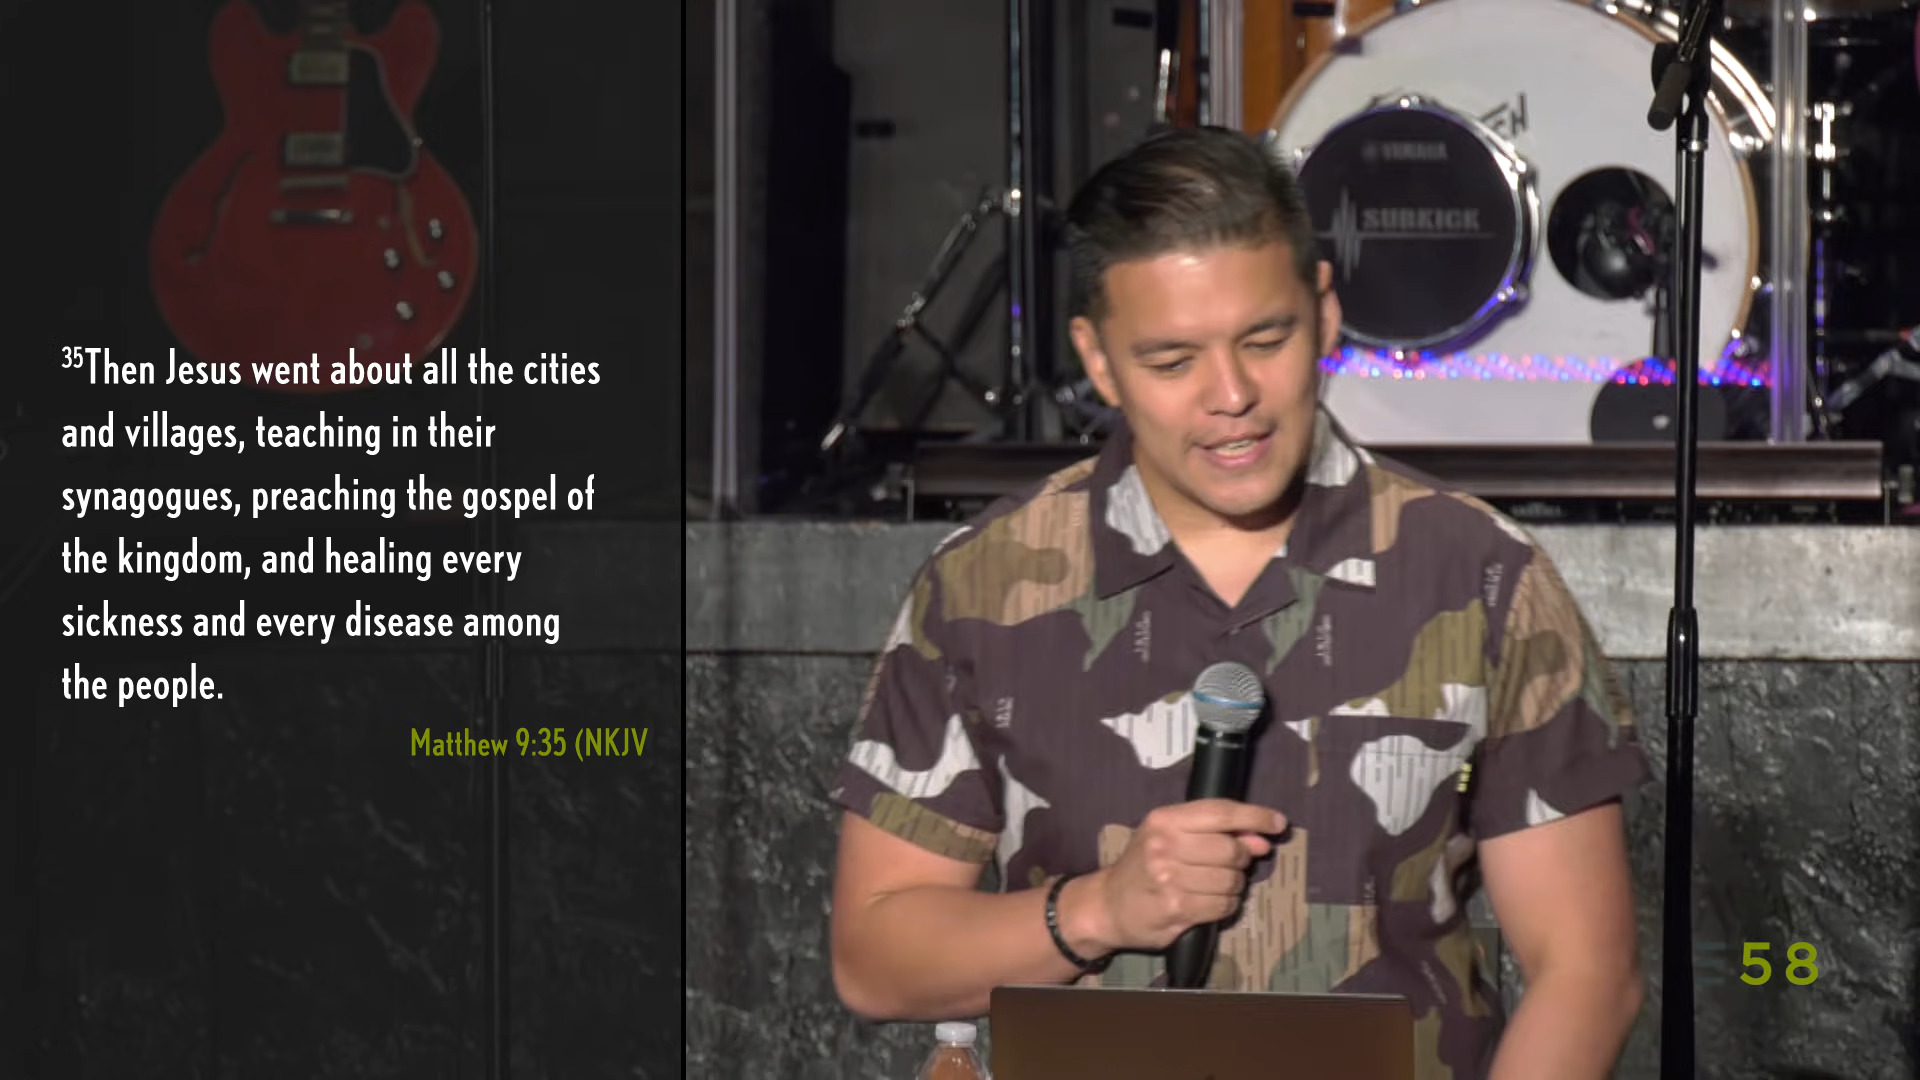 35Then Jesus went about all the cities
and villages, teaching in their
synagogues, preaching the gospel of
the kingdom, and healing every
sickness and every disease among
the people.
Matthew 9:35 (NKJV
YAMAHA
SUBKICK
58